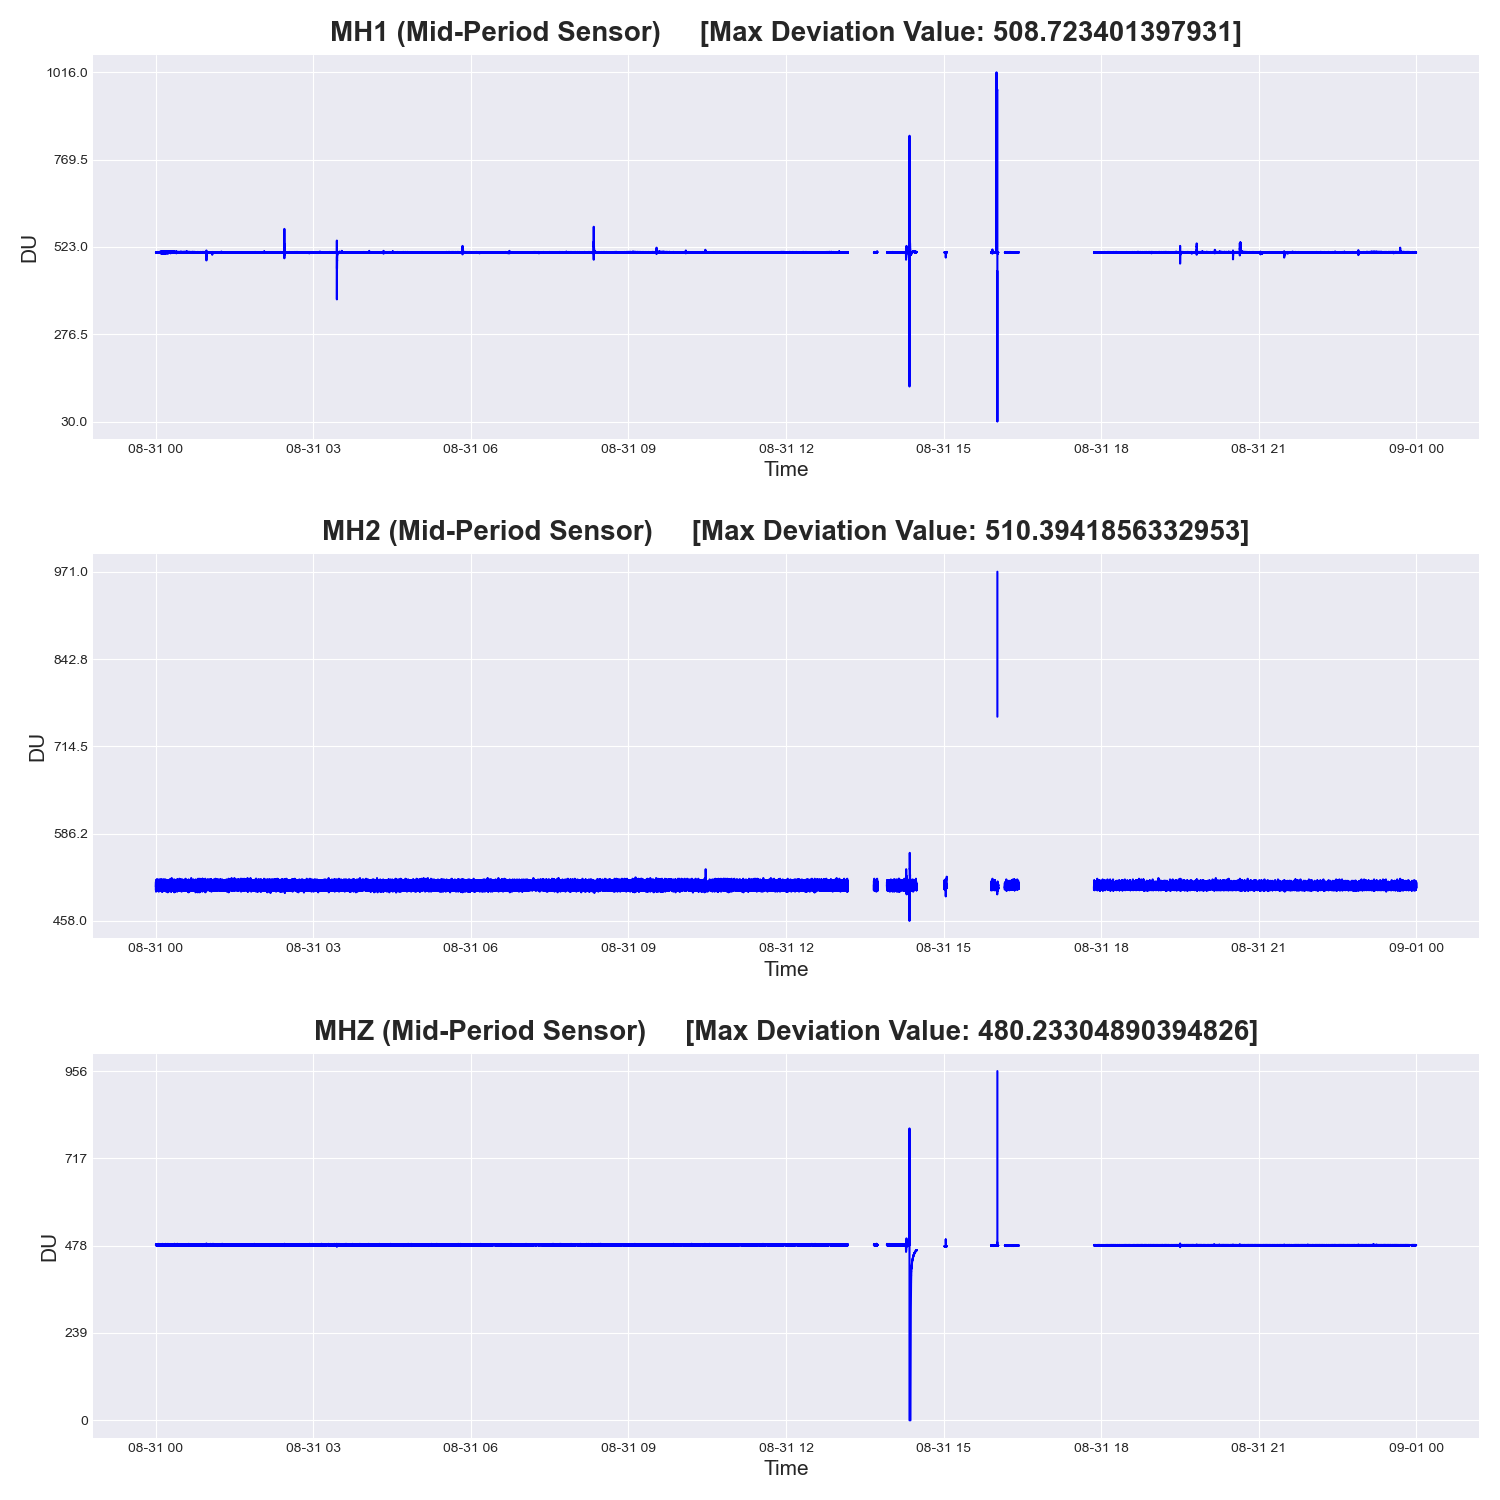 MH1 (Mid-Period Sensor) [Max Deviation Value: 508.723401397931]
1016.0
769.5
523.0
276.5
30.0
DU
08-31 00 08-31 03 08-31 06 08-31 09 08-31 12 08-31 15 08-31 18 08-31 21 09-01 00
Time
MH2 (Mid-Period Sensor) [Max Deviation Value: 510.3941856332953]
971.0
842.8
714.5
586.2
458.0
DU
08-31 00 08-31 03 08-31 06 08-31 09 08-31 12 08-31 15 08-31 18 08-31 21 09-01 00
Time
MHZ (Mid-Period Sensor) [Max Deviation Value: 480.23304890394826]
956
717
478
239
0
DU
08-31 00 08-31 03 08-31 06 08-31 09 08-31 12 08-31 15 08-31 18 08-31 21 09-01 00
Time